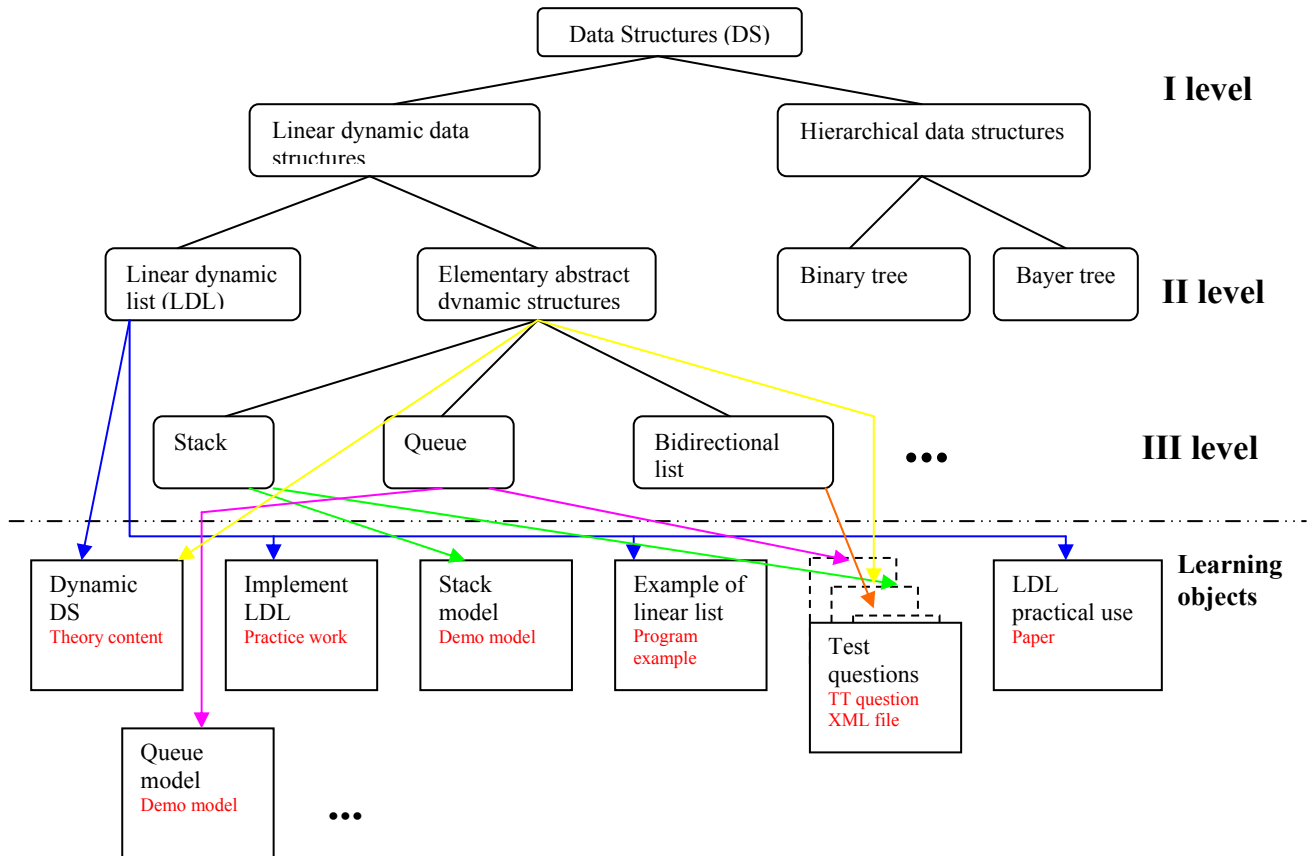 Data Structures (DS)
I level
Linear dynamic data
structures
Hierarchical data structures
Linear dynamic
list (LDL)
Elementary abstract
dynamic structures
Binary tree
Bayer tree
II level
Stack
Queue
Bidirectional
list
...
III level
Learning
objects
Dynamic
DS
Theory content
Implement
LDL
Practice work
Stack
model
Demo model
Example of
linear list
Program
example
Test
questions
TT question
XML file
LDL
practical use
Paper
Queue
model
Demo model
...